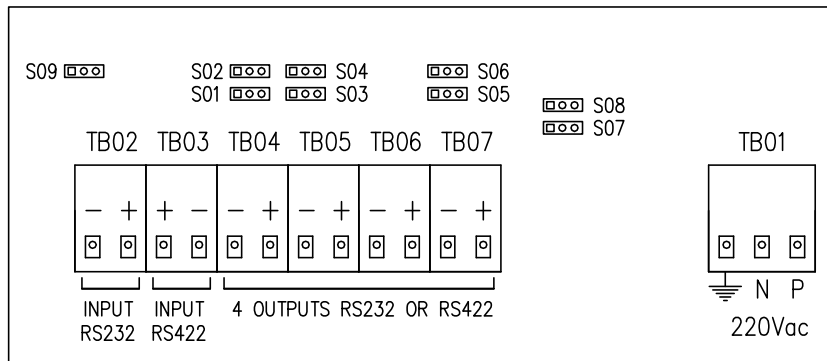 S09 S02 S04 S06
S01 S03 S05
S08
S07
TB02 TB03 TB04 TB05 TB06 TB07 TB01
- + + - - + - + - + - +
INPUT INPUT 4 OUTPUTS RS232 OR RS422 N P
RS232 RS422 220Vac